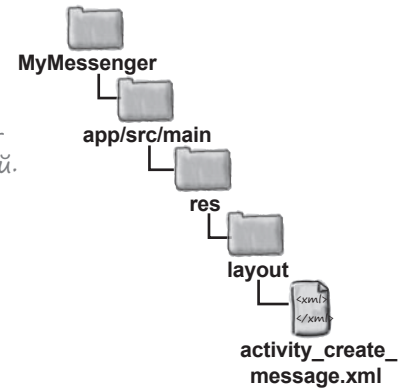 MyMessenger
app/src/main
й.
res
layout
<xml>
</xml>
activity_create_
message.xml